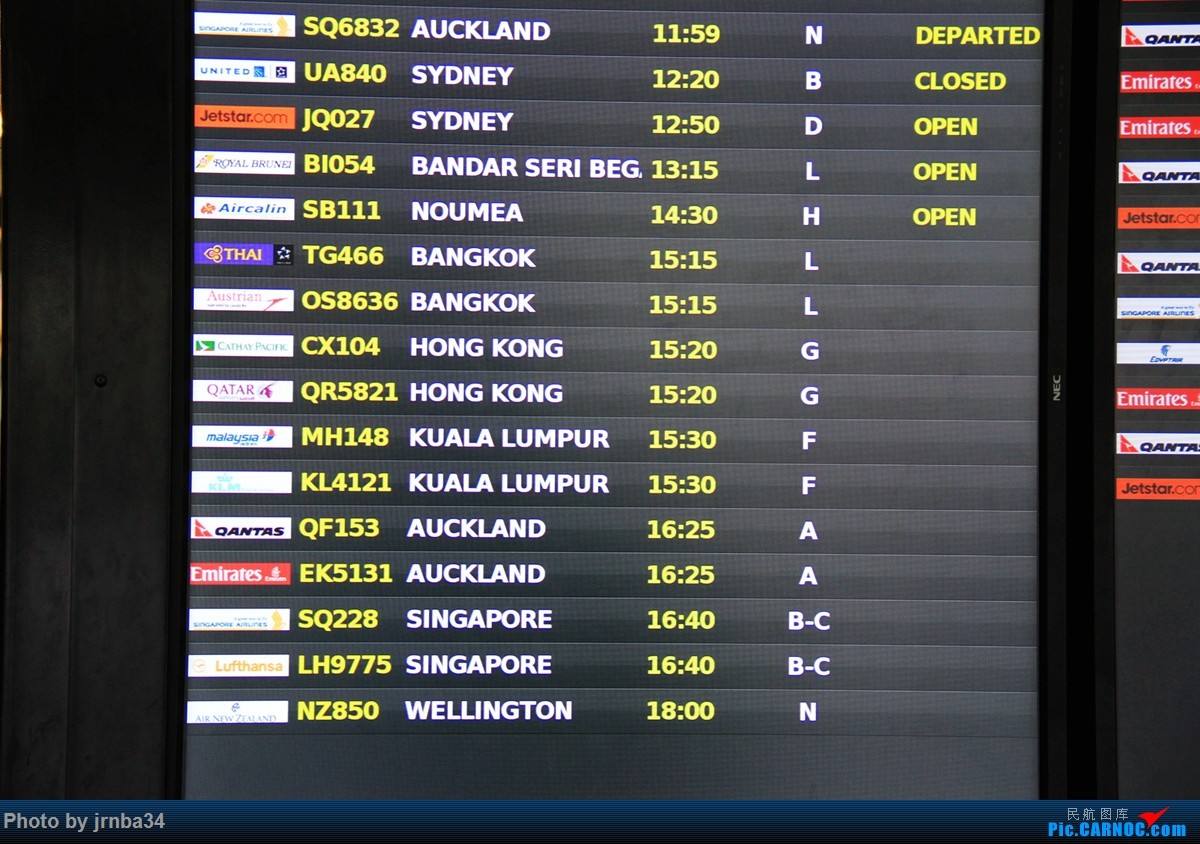 SINGAPORE AIRLINES SQ6832 AUCKLAND 11:59 N DEPARTED
UNITED UA840 SYDNEY 12:20 B CLOSED
Jetstar.com JQ027 SYDNEY 12:50 D OPEN
ROYAL BRUNEI BI054 BANDAR SERI BEG 13:15 L OPEN
Aircalin SB111 NOUMEA 14:30 H OPEN
THAI TG466 BANGKOK 15:15 L
Austrian OS8636 BANGKOK 15:15 L
CATHAY PACIFIC CX104 HONG KONG 15:20 G
QATAR QR5821 HONG KONG 15:20 G
malaysia MH148 KUALA LUMPUR 15:30 F
KLM KL4121 KUALA LUMPUR 15:30 F
QANTAS QF153 AUCKLAND 16:25 A
Emirates EK5131 AUCKLAND 16:25 A
SINGAPORE AIRLINES SQ228 SINGAPORE 16:40 B-C
Lufthansa LH9775 SINGAPORE 16:40 B-C
AIR NEW ZEALAND NZ850 WELLINGTON 18:00 N
NEC
QANTAS
Emirates
Emirates
QANTAS
Jetstar.com
QANTAS
SINGAPORE AIRLINES
EGYPTAIR
Emirates
QANTAS
Jetstar.com
Photo by jrnba34
民航图库
Pic.CARNOC.com